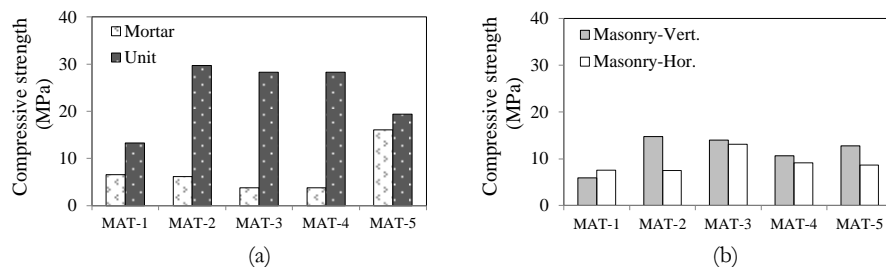 Compressive strength
(MPa)
40
30
20
10
0
Mortar
Unit
MAT-1 MAT-2 MAT-3 MAT-4 MAT-5
(a)
Compressive strength
(MPa)
40
30
20
10
0
Masonry-Vert.
Masonry-Hor.
MAT-1 MAT-2 MAT-3 MAT-4 MAT-5
(b)